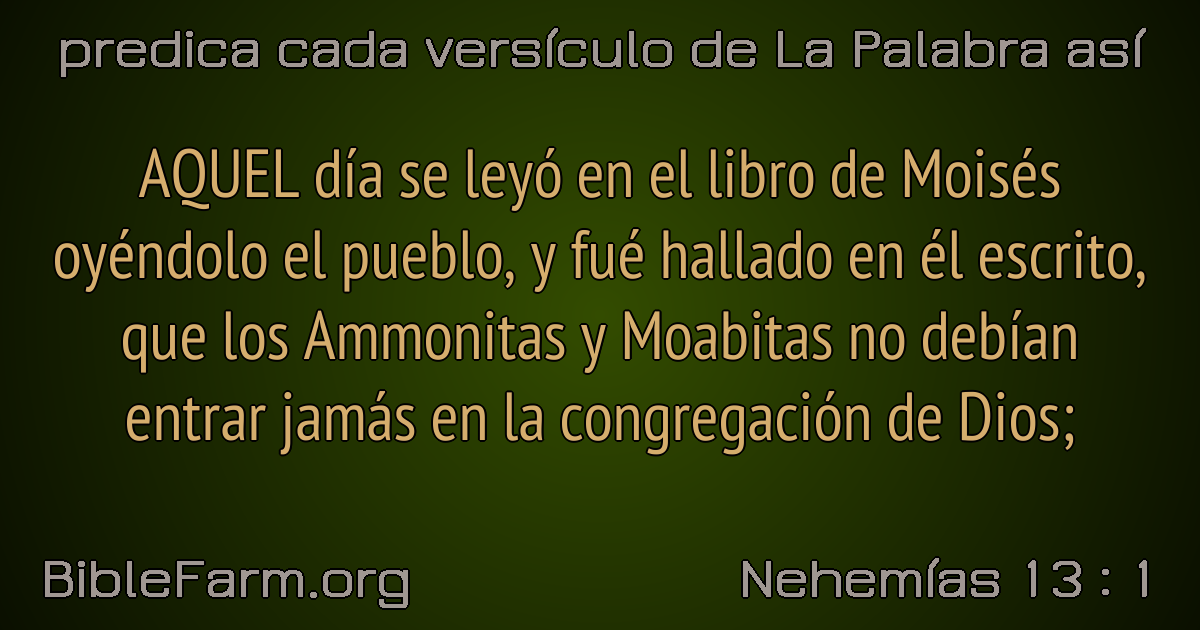 predica cada versículo de La Palabra así
AQUEL día se leyó en el libro de Moisés
oyéndolo el pueblo, y fué hallado en él escrito,
que los Ammonitas y Moabitas no debían
entrar jamás en la congregación de Dios;
BibleFarm.org
Nehemías 13 : 1